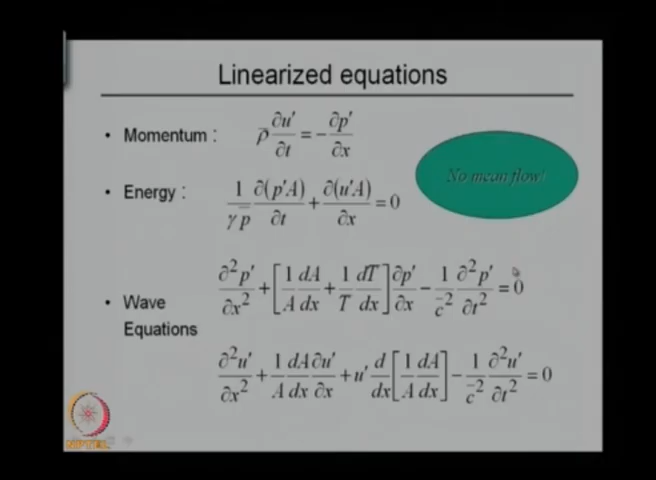 Linearized equations
• Momentum : ρ̄ ∂u'/∂t = − ∂p'/∂x
No mean flow!
• Energy : 1/(γ p̄) ∂(p'A)/∂t + ∂(u'A)/∂x = 0
∂²p'/∂x² + [1/A dA/dx + 1/T̄ dT̄/dx] ∂p'/∂x − 1/c̄² ∂²p'/∂t² = 0
• Wave
Equations
∂²u'/∂x² + 1/A dA/dx ∂u'/∂x + u' d/dx [1/A dA/dx] − 1/c̄² ∂²u'/∂t² = 0
NPTEL